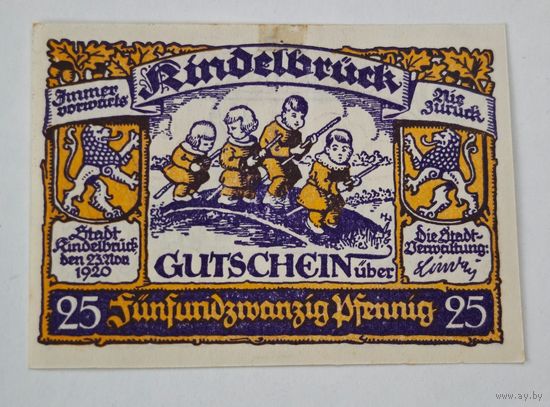 Kindelbrück
Immer
vorwärts
Nie
zurück
Stadt
Kindelbrück
den 23. Nov
1920
Die Stadt-
Verwaltung:
GUTSCHEIN über
25 Fünfundzwanzig Pfennig 25
www.ay.by